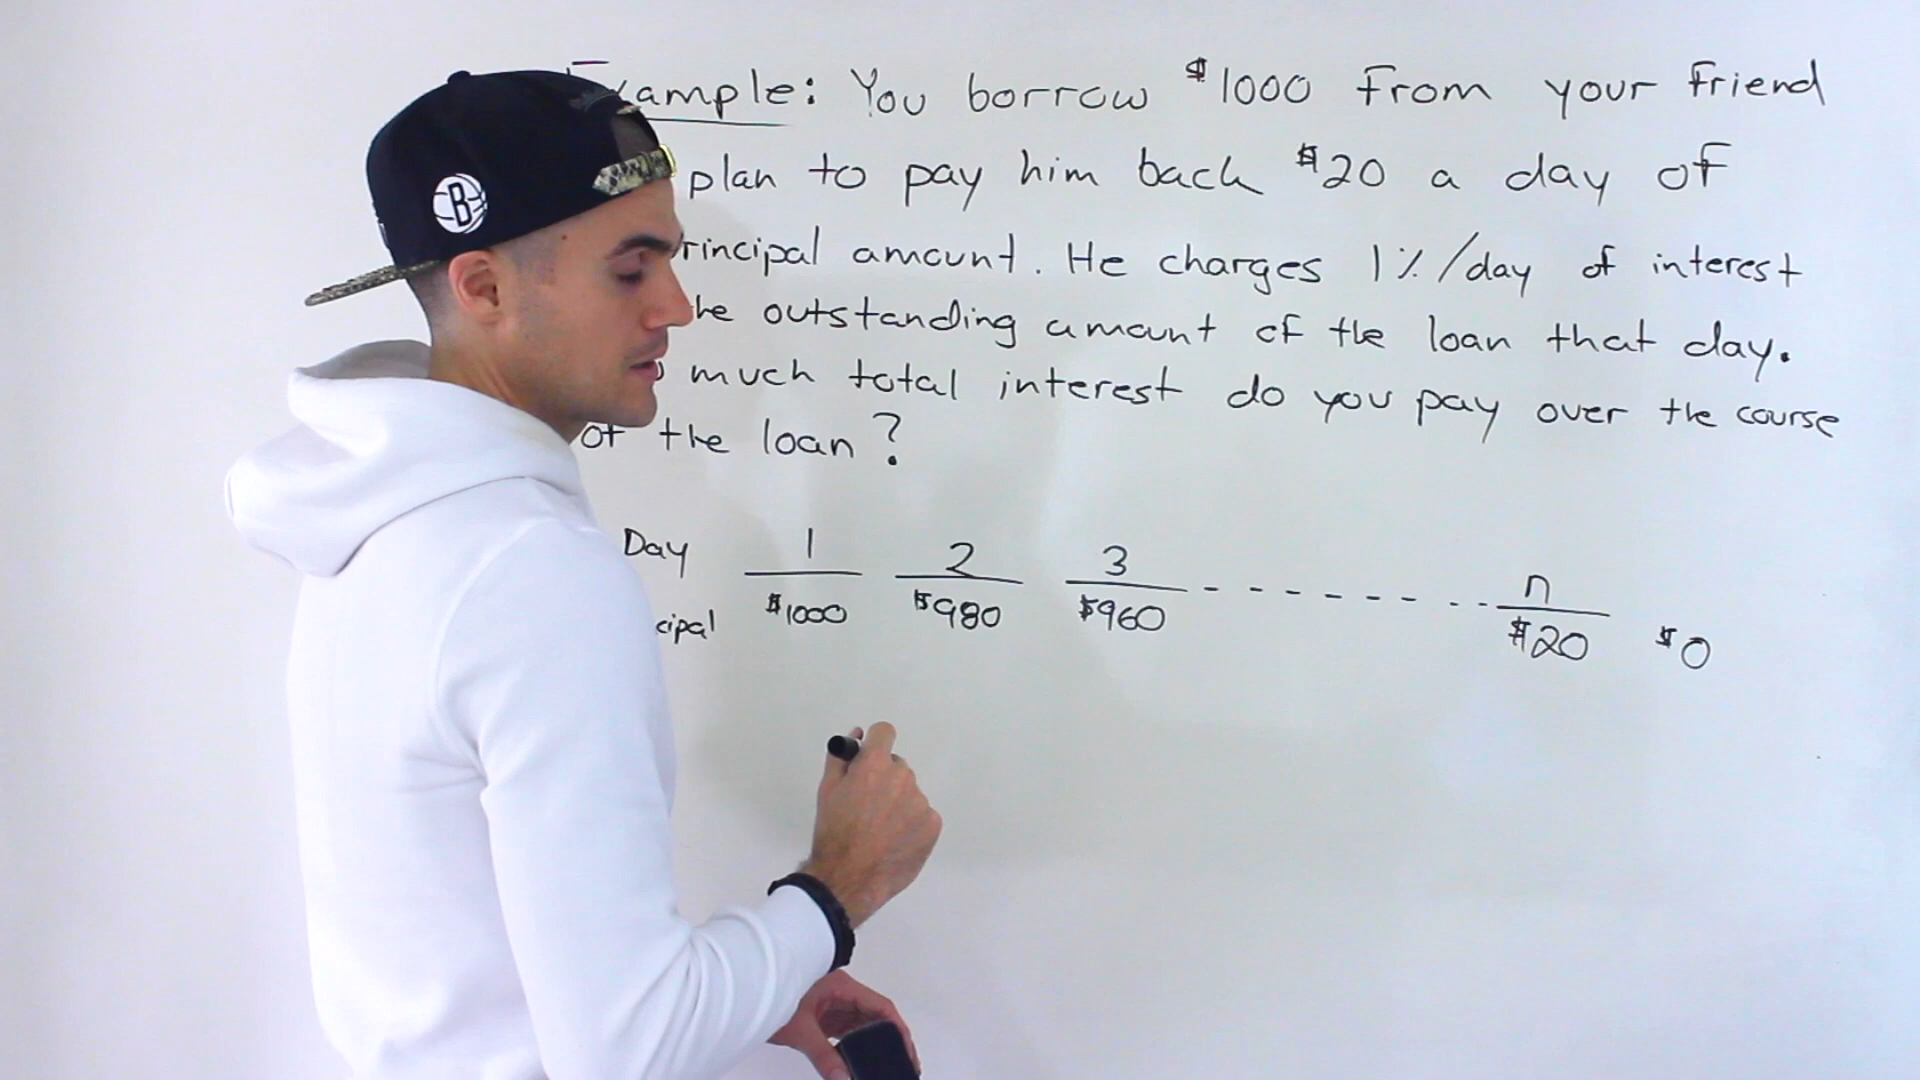 ample: You borrow $1000 from your friend
plan to pay him back $20 a day of
rincipal amount. He charges 1%/day of interest
he outstanding amount of the loan that day.
much total interest do you pay over the course
of the loan?
Day 1 2 3 - - - - - - - - n
cipal $1000 $980 $960 $20 $0
B